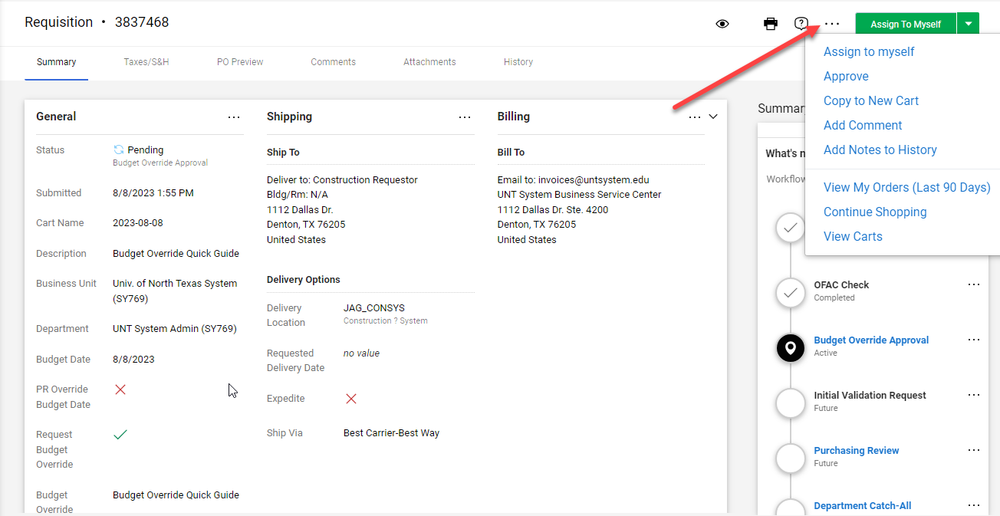 Requisition • 3837468
?
...
Assign To Myself
Summary
Taxes/S&H
PO Preview
Comments
Attachments
History
Assign to myself
Approve
Copy to New Cart
Add Comment
Add Notes to History
View My Orders (Last 90 Days)
Continue Shopping
View Carts
General
...
Status
Pending
Budget Override Approval
Submitted
8/8/2023 1:55 PM
Cart Name
2023-08-08
Description
Budget Override Quick Guide
Business Unit
Univ. of North Texas System
(SY769)
Department
UNT System Admin (SY769)
Budget Date
8/8/2023
PR Override
Budget Date
Request
Budget
Override
Budget
Override
Budget Override Quick Guide
Shipping
...
Ship To
Deliver to: Construction Requestor
Bldg/Rm: N/A
1112 Dallas Dr.
Denton, TX 76205
United States
Delivery Options
Delivery
Location
JAG_CONSYS
Construction ? System
Requested
Delivery Date
no value
Expedite
Ship Via
Best Carrier-Best Way
Billing
...
Bill To
Email to: invoices@untsystem.edu
UNT System Business Service Center
1112 Dallas Dr. Ste. 4200
Denton, TX 76205
United States
Summary
What's n
Workflow
OFAC Check
...
Completed
Budget Override Approval
...
Active
Initial Validation Request
...
Future
Purchasing Review
...
Future
Department Catch-All
...